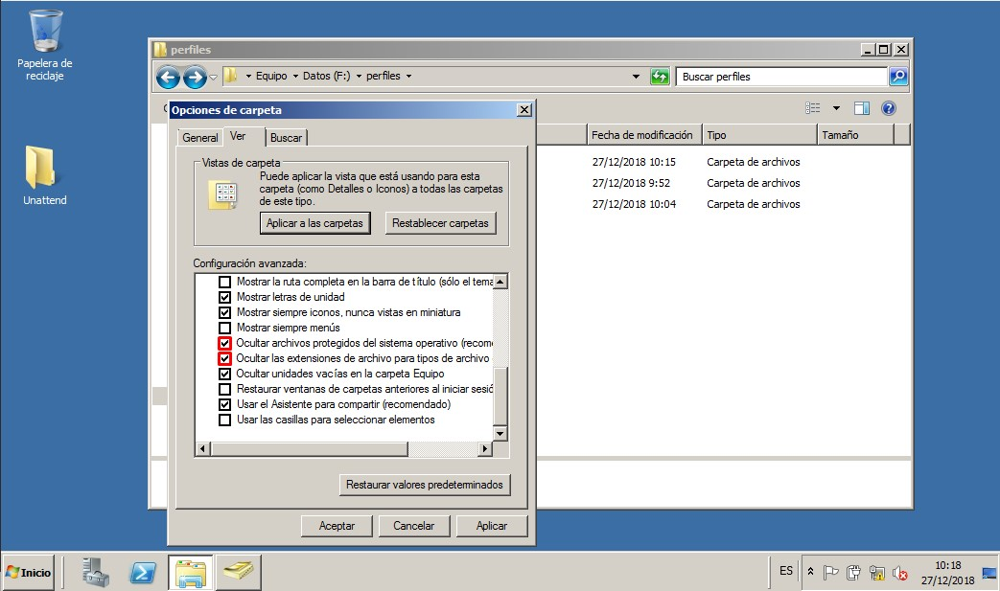 Papelera de
reciclaje
Unattend
perfiles
Equipo Datos (F:) perfiles
Buscar perfiles
Opciones de carpeta
General Ver Buscar
Vistas de carpeta
Puede aplicar la vista que está usando para esta
carpeta (como Detalles o Iconos) a todas las carpetas
de este tipo.
Aplicar a las carpetas Restablecer carpetas
Configuración avanzada:
Mostrar la ruta completa en la barra de título (sólo el tema
Mostrar letras de unidad
Mostrar siempre iconos, nunca vistas en miniatura
Mostrar siempre menús
Ocultar archivos protegidos del sistema operativo (recom
Ocultar las extensiones de archivo para tipos de archivo
Ocultar unidades vacías en la carpeta Equipo
Restaurar ventanas de carpetas anteriores al iniciar sesió
Usar el Asistente para compartir (recomendado)
Usar las casillas para seleccionar elementos
Restaurar valores predeterminados
Aceptar Cancelar Aplicar
Fecha de modificación Tipo Tamaño
27/12/2018 10:15 Carpeta de archivos
27/12/2018 9:52 Carpeta de archivos
27/12/2018 10:04 Carpeta de archivos
Inicio
ES
10:18
27/12/2018